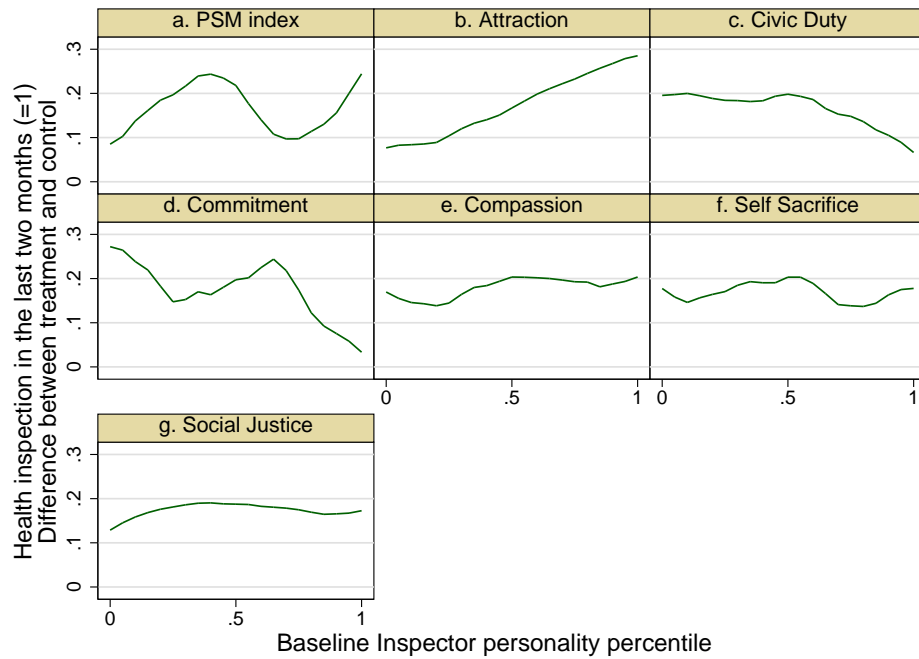 a. PSM index
b. Attraction
c. Civic Duty
.3
.2
.1
0
d. Commitment
e. Compassion
f. Self Sacrifice
.3
.2
.1
0
0
.5
1
0
.5
1
g. Social Justice
.3
.2
.1
0
0
.5
1
Health inspection in the last two months (=1)
Difference between treatment and control
Baseline Inspector personality percentile